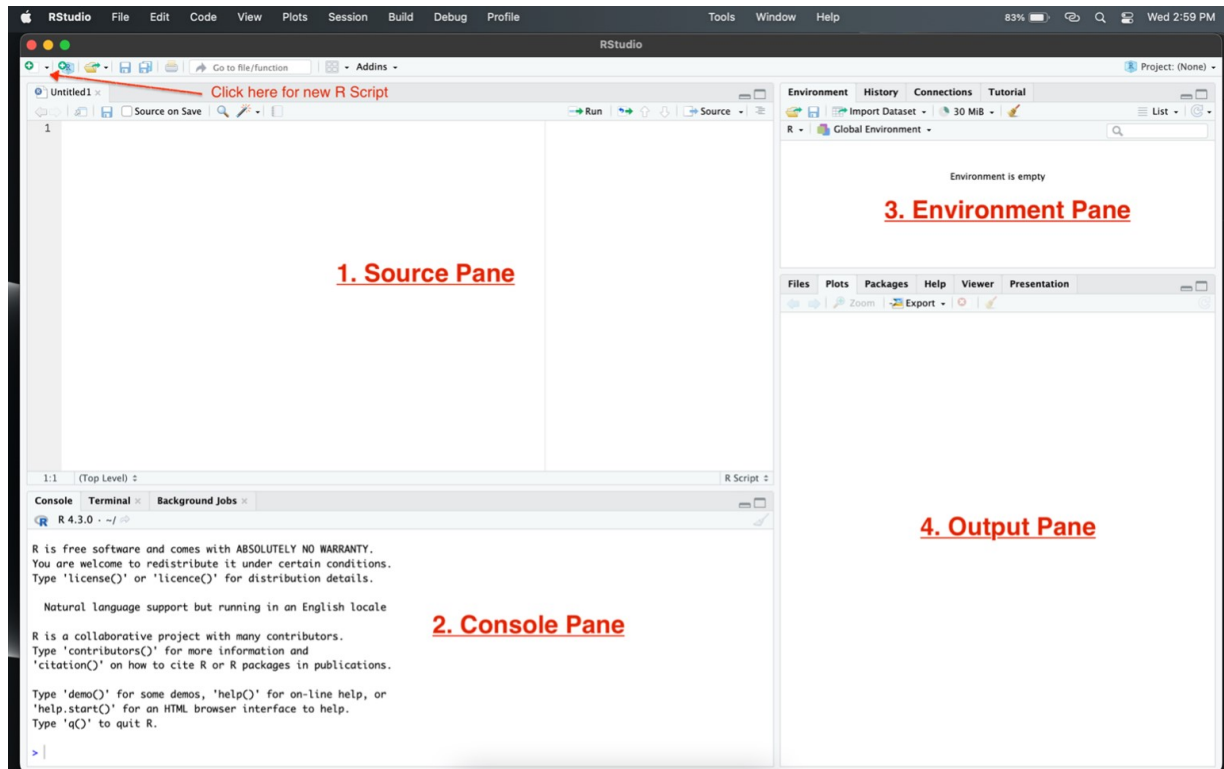 RStudio File Edit Code View Plots Session Build Debug Profile Tools Window Help 83% Wed 2:59 PM
RStudio
Go to file/function Addins Project: (None)
Click here for new R Script
Untitled1
Source on Save Run Source
1
1. Source Pane
1:1 (Top Level) R Script
Console Terminal Background Jobs
R 4.3.0 · ~/
R is free software and comes with ABSOLUTELY NO WARRANTY.
You are welcome to redistribute it under certain conditions.
Type 'license()' or 'licence()' for distribution details.
Natural language support but running in an English locale
2. Console Pane
R is a collaborative project with many contributors.
Type 'contributors()' for more information and
'citation()' on how to cite R or R packages in publications.
Type 'demo()' for some demos, 'help()' for on-line help, or
'help.start()' for an HTML browser interface to help.
Type 'q()' to quit R.
>
Environment History Connections Tutorial
Import Dataset 30 MiB List
R Global Environment
Environment is empty
3. Environment Pane
Files Plots Packages Help Viewer Presentation
Zoom Export
4. Output Pane